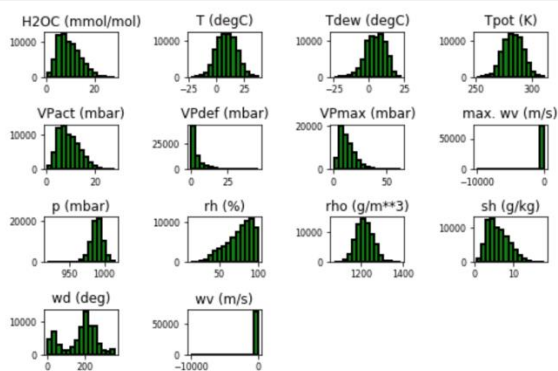 H2OC (mmol/mol) T (degC) Tdew (degC) Tpot (K)
10000 10000 10000 10000
0 0 0 0
0 20 −25 0 25 −25 0 25 250 300
VPact (mbar) VPdef (mbar) VPmax (mbar) max. wv (m/s)
10000 25000 20000 50000
0 0 0 0
0 20 0 25 0 50 −10000 0
p (mbar) rh (%) rho (g/m**3) sh (g/kg)
20000 10000 10000 10000
0 0 0 0
950 1000 50 100 1200 1400 0 10
wd (deg) wv (m/s)
10000 50000
0 0
0 200 −10000 0